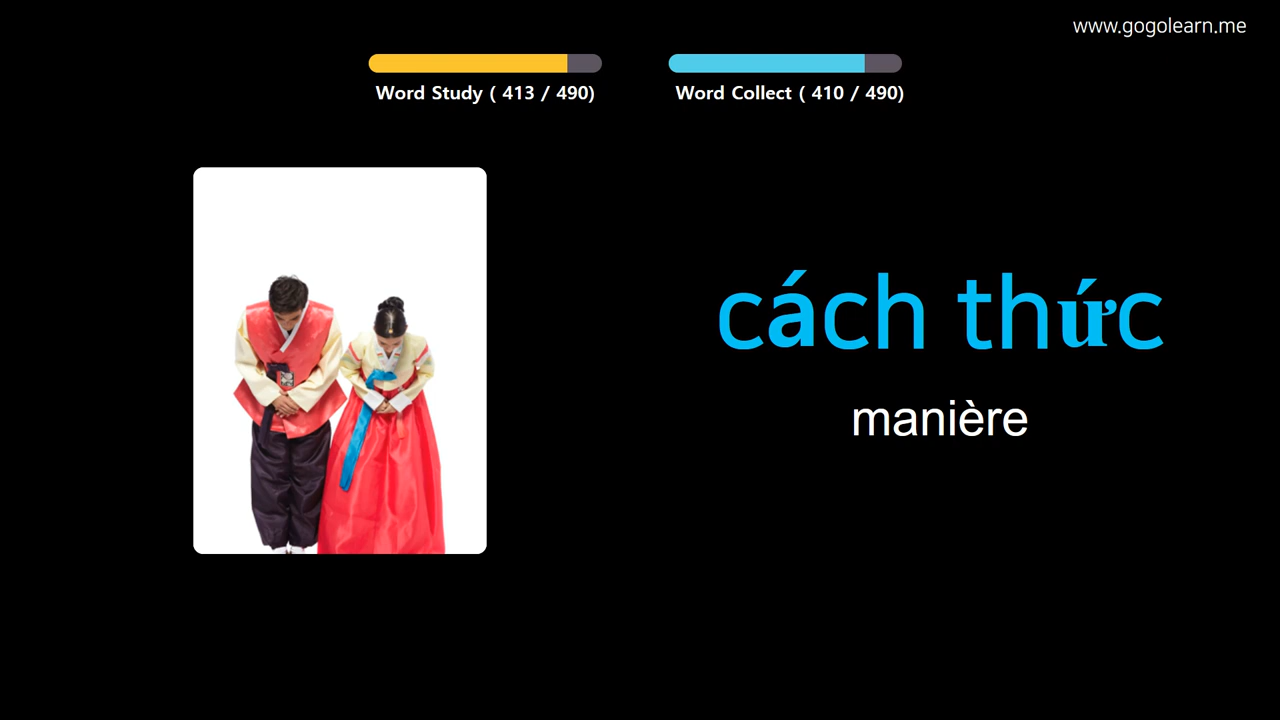 www.gogolearn.me
Word Study ( 413 / 490)
Word Collect ( 410 / 490)
cách thức
manière